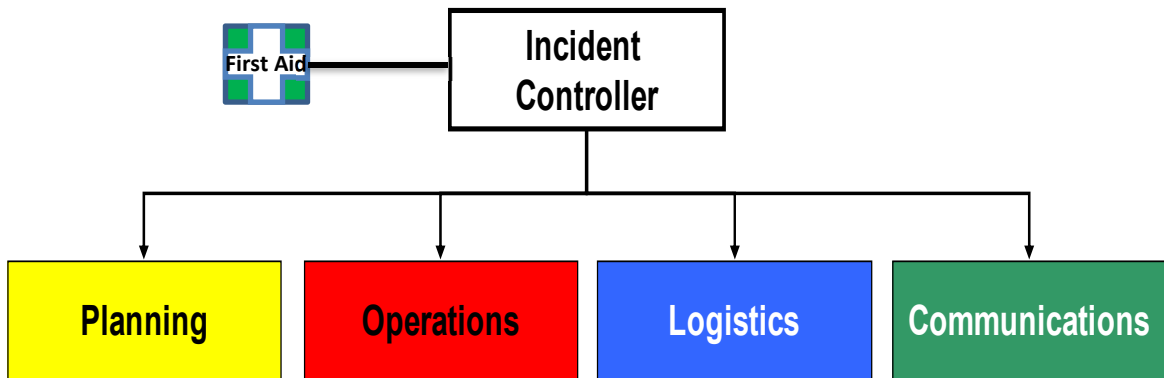 Incident
First Aid
Controller
Planning
Operations
Logistics
Communications